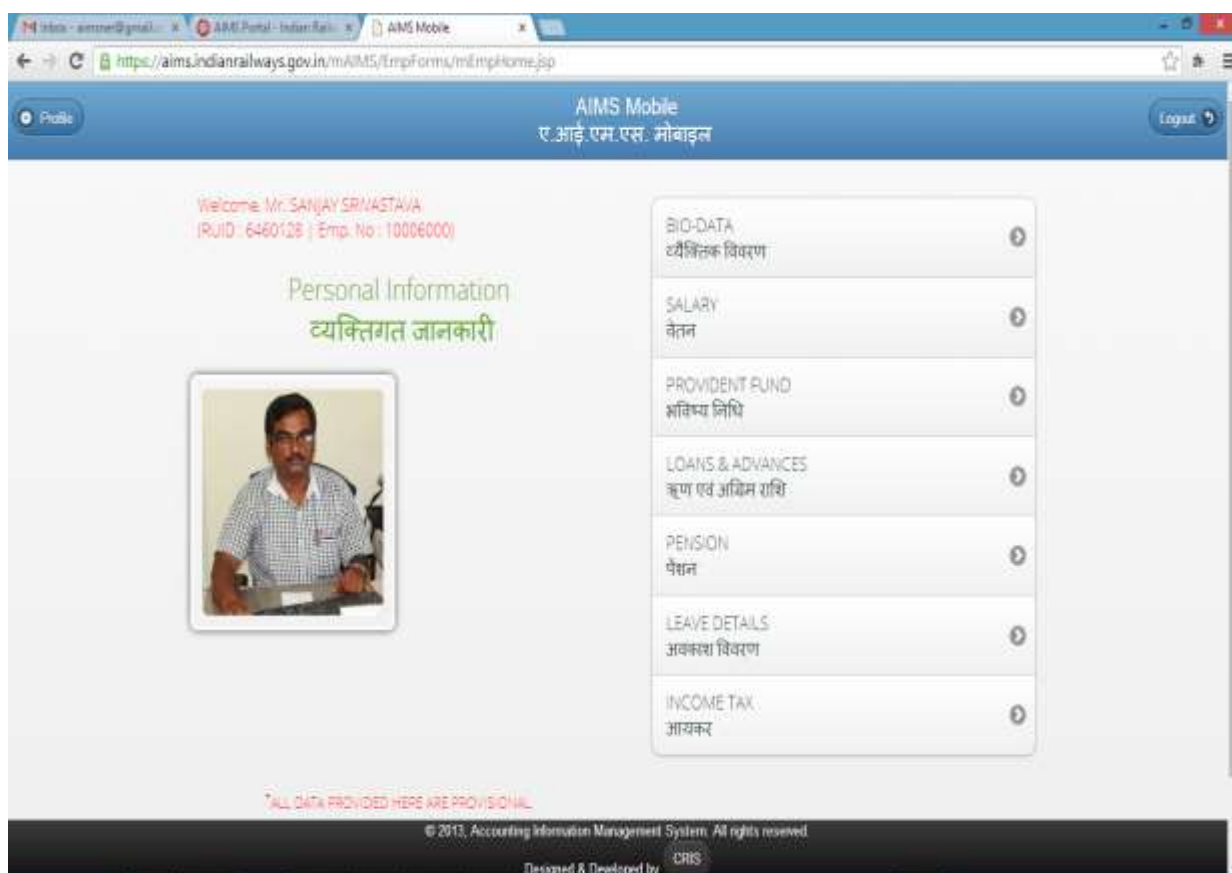 AIMS Mobile
https://aims.indianrailways.gov.in/mAIMS/EmpForms/mEmpHome.jsp
Profile
AIMS Mobile
ए.आई.एम.एस. मोबाइल
Logout
Welcome, Mr. SANJAY SRIVASTAVA
(RUID : 6460128 | Emp. No : 10006000)
Personal Information
व्यक्तिगत जानकारी
BIO-DATA
व्यैक्तिक विवरण
SALARY
वेतन
PROVIDENT FUND
भविष्य निधि
LOANS & ADVANCES
ऋण एवं अग्रिम राशि
PENSION
पेंशन
LEAVE DETAILS
अवकाश विवरण
INCOME TAX
आयकर
*ALL DATA PROVIDED HERE ARE PROVISIONAL.
© 2013, Accounting Information Management System. All rights reserved
Designed & Developed by CRIS